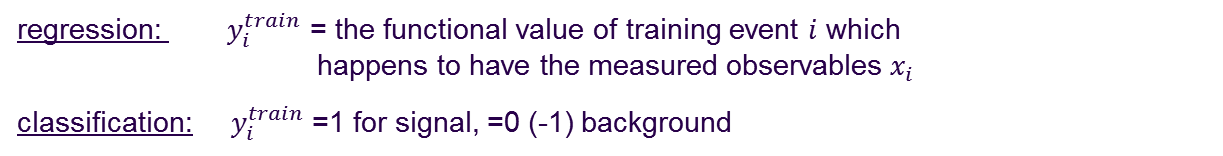 regression: $y_i^{train}$ = the functional value of training event $i$ which
happens to have the measured observables $x_i$
classification: $y_i^{train}$ =1 for signal, =0 (-1) background